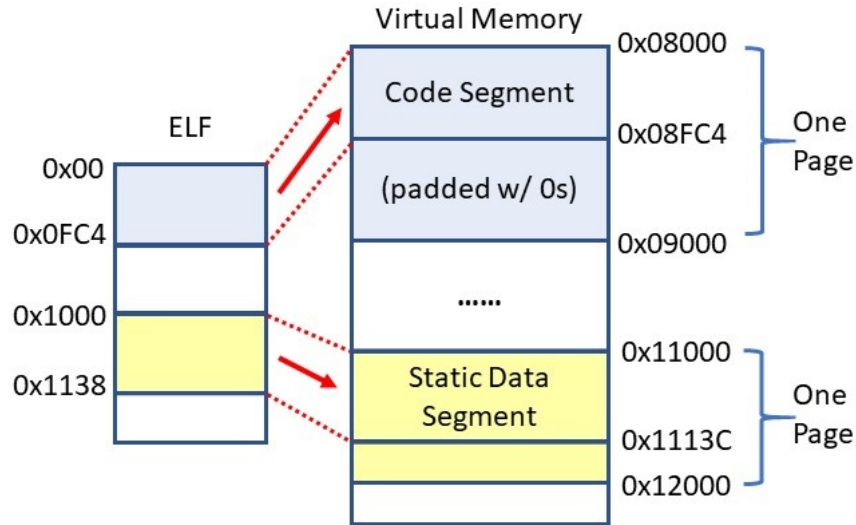 Virtual Memory
ELF
0x00
0x0FC4
0x1000
0x1138
Code Segment
(padded w/ 0s)
......
Static Data
Segment
0x08000
0x08FC4
0x09000
0x11000
0x1113C
0x12000
One
Page
One
Page